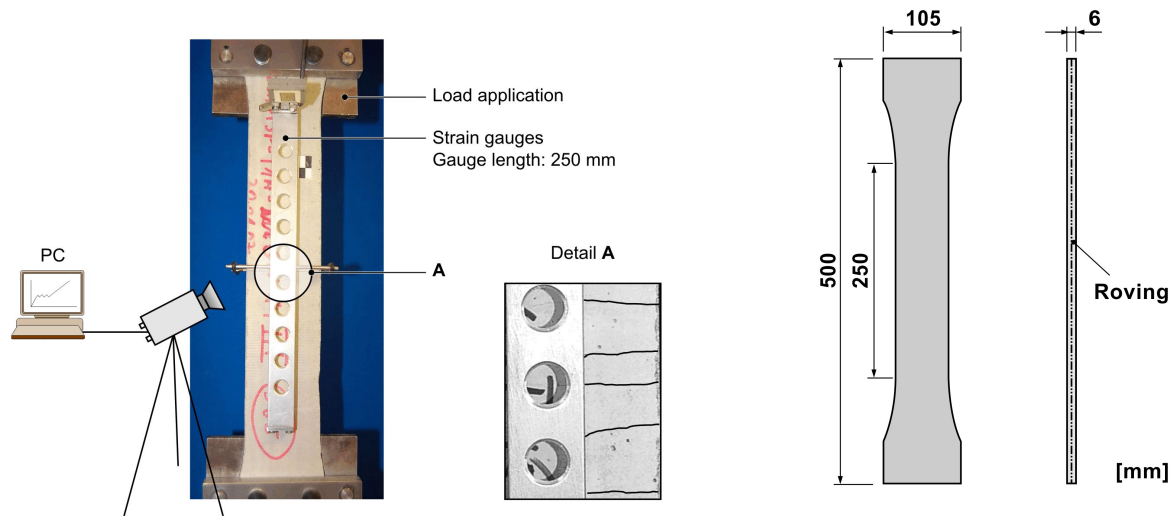 Load application
Strain gauges
Gauge length: 250 mm
A
PC
Detail A
105
6
500
250
Roving
[mm]